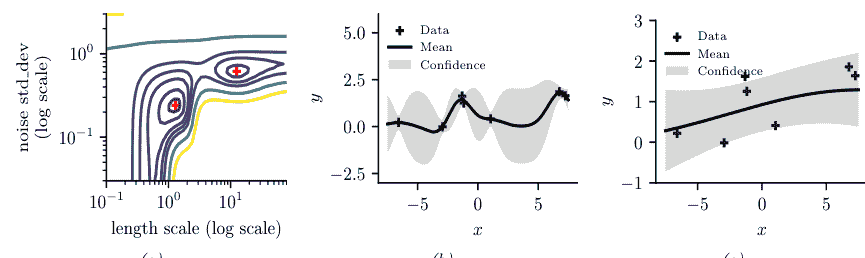 noise std_dev
(log scale)
10^0
10^{-1}
10^{-1} 10^0 10^1
length scale (log scale)
y
5.0
2.5
0.0
−2.5
Data
Mean
Confidence
−5 0 5
x
y
3
2
1
0
−1
Data
Mean
Confidence
−5 0 5
x